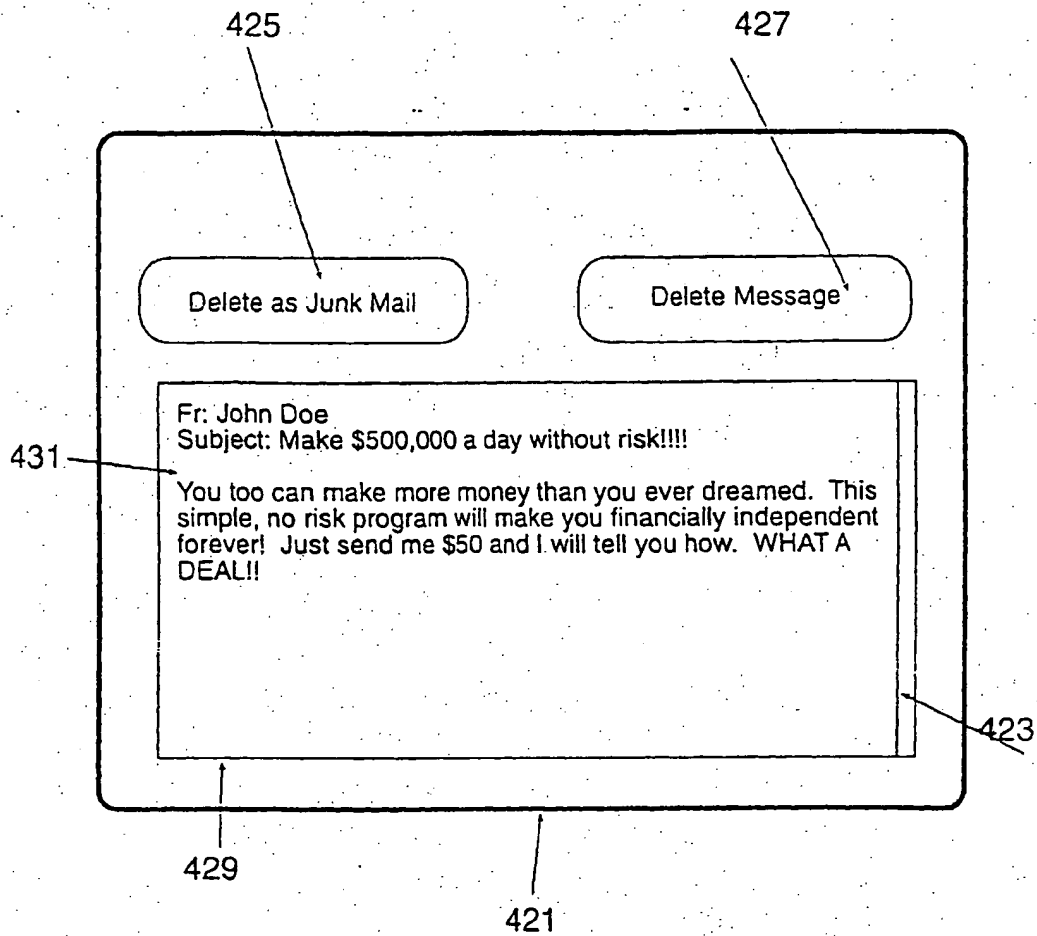 425
427
Delete as Junk Mail
Delete Message
Fr: John Doe
Subject: Make $500,000 a day without risk!!!!
431
You too can make more money than you ever dreamed. This
simple, no risk program will make you financially independent
forever! Just send me $50 and I will tell you how. WHAT A
DEAL!!
423
429
421